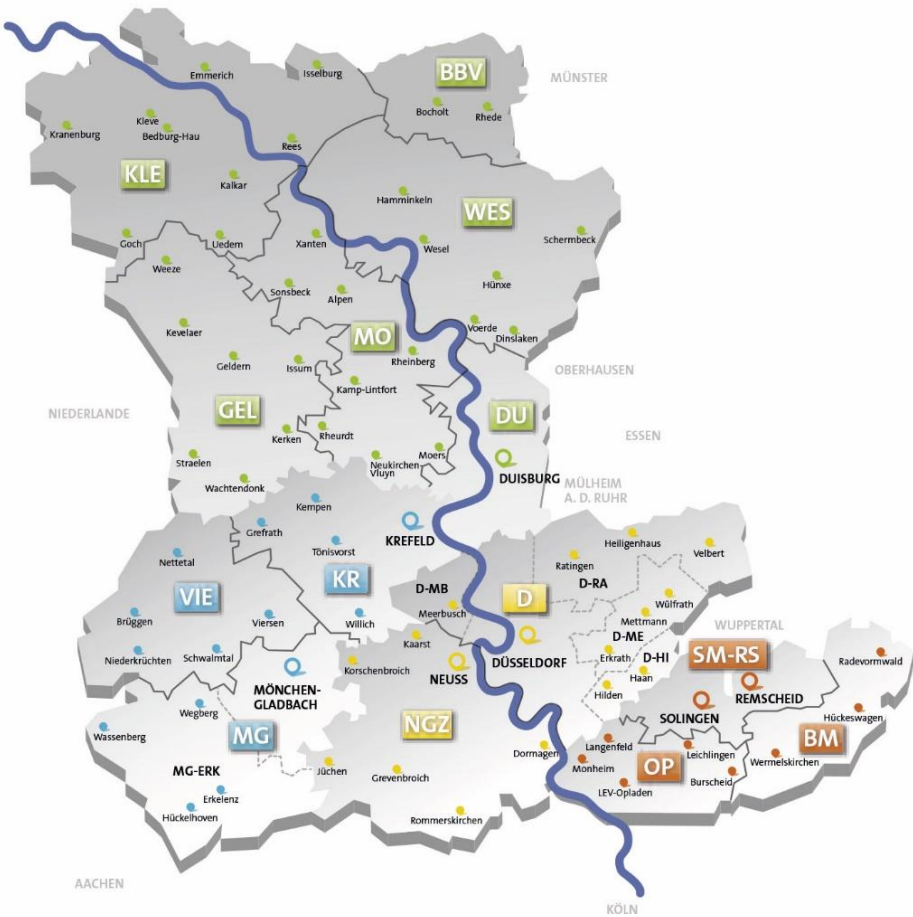 Emmerich
Isselburg
BBV
MÜNSTER
Bocholt
Rhede
Kleve
Bedburg-Hau
Kranenburg
Rees
KLE
Kalkar
Hamminkeln
WES
Goch
Uedem
Xanten
Wesel
Schermbeck
Weeze
Sonsbeck
Alpen
Hünxe
Kevelaer
MO
Voerde
Dinslaken
Geldern
Issum
Rheinberg
OBERHAUSEN
Kamp-Lintfort
NIEDERLANDE
GEL
DU
Kerken
Rheurdt
ESSEN
Straelen
Neukirchen
Vluyn
Moers
DUISBURG
Wachtendonk
MÜLHEIM
A. D. RUHR
Kempen
Grefrath
KREFELD
Tönisvorst
Heiligenhaus
Velbert
Nettetal
Ratingen
KR
D-RA
VIE
D-MB
D
Meerbusch
Wülfrath
Brüggen
Viersen
Willich
Mettmann
WUPPERTAL
Kaarst
D-ME
Niederkrüchten
Schwalmtal
Korschenbroich
NEUSS
DÜSSELDORF
Erkrath
D-HI
SM-RS
Radevormwald
MÖNCHEN-
GLADBACH
Haan
Hilden
REMSCHEID
Wegberg
SOLINGEN
Hückeswagen
Wassenberg
MG
NGZ
Dormagen
Langenfeld
Leichlingen
BM
MG-ERK
Jüchen
Grevenbroich
Monheim
OP
Wermelskirchen
Erkelenz
LEV-Opladen
Burscheid
Hückelhoven
Rommerskirchen
AACHEN
KÖLN